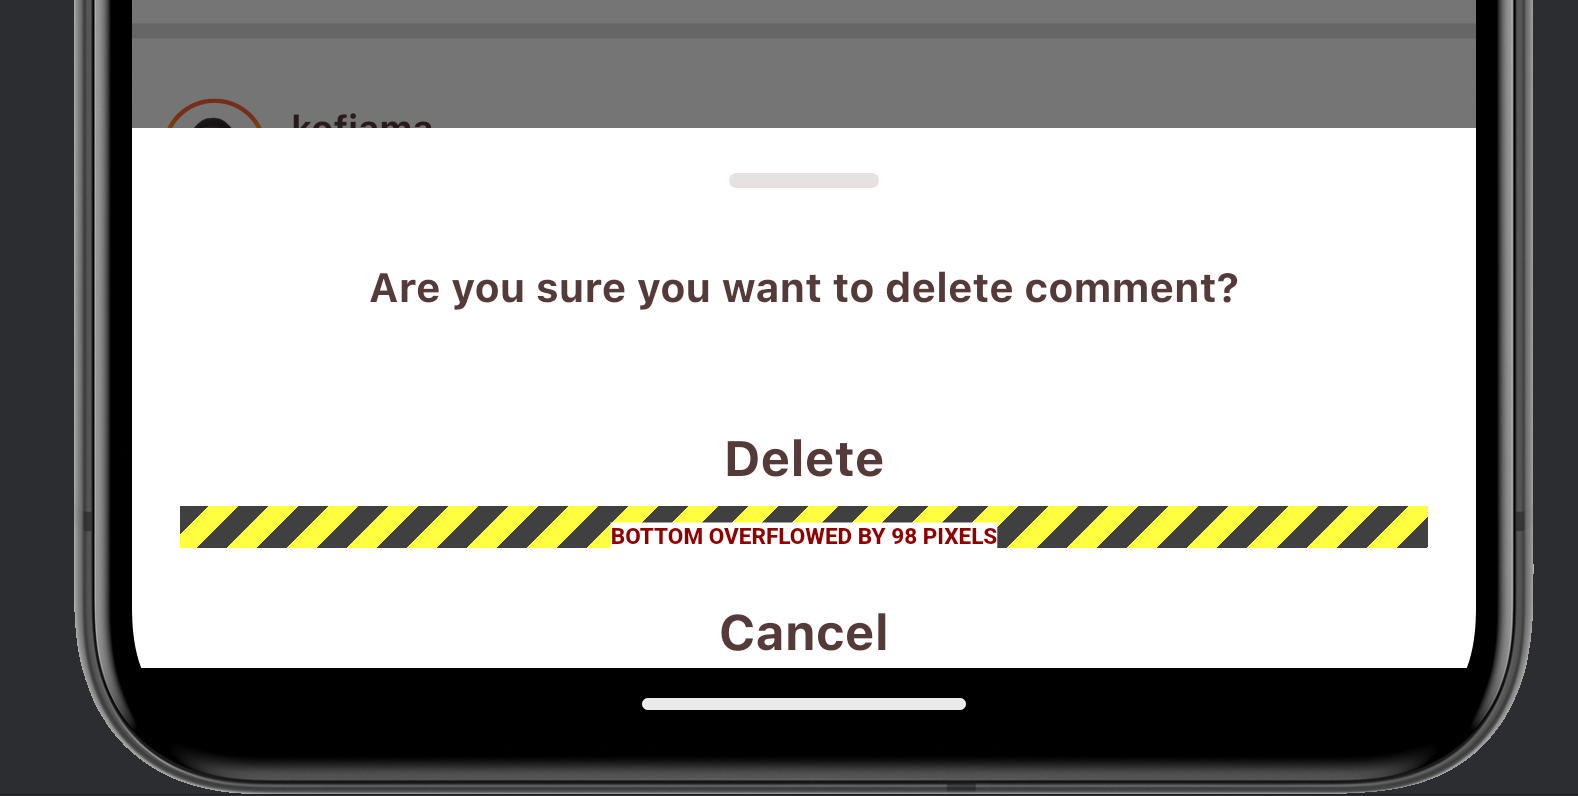 kofiama
Are you sure you want to delete comment?
Delete
BOTTOM OVERFLOWED BY 98 PIXELS
Cancel